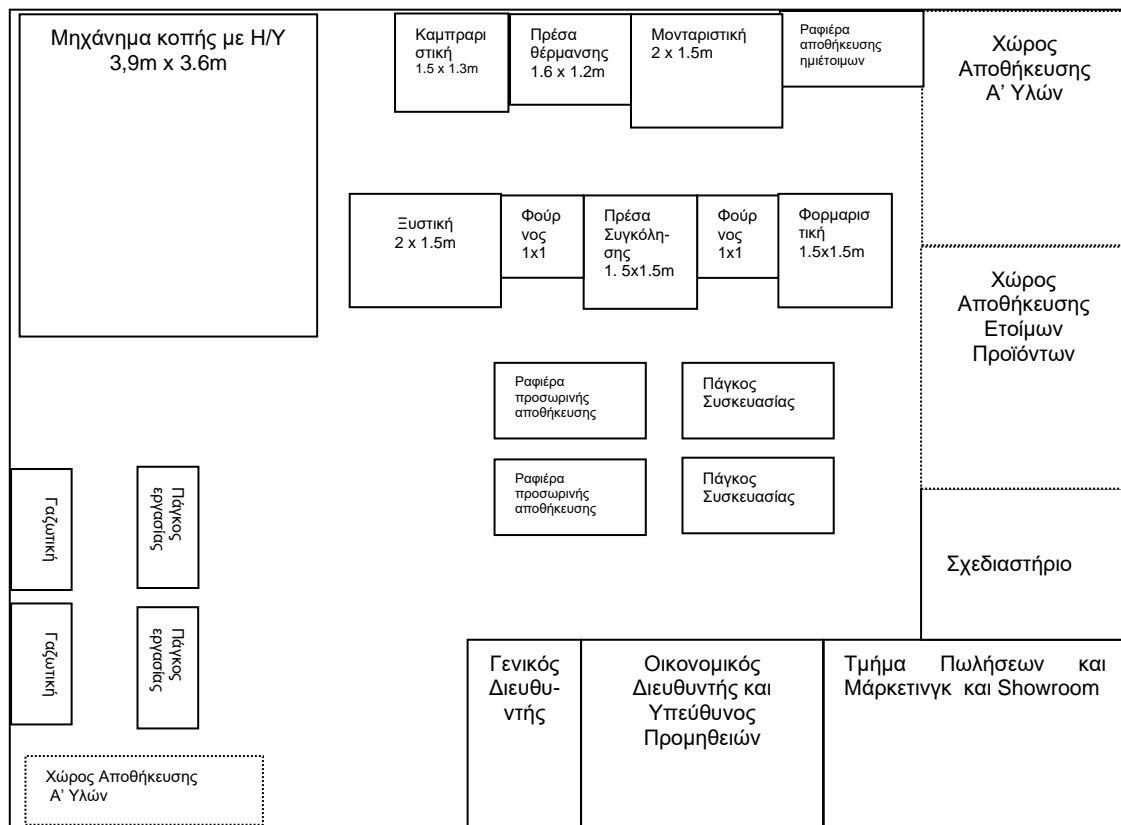 Μηχάνημα κοπής με Η/Υ
3,9m x 3.6m
Καμπραρι
στική
1.5 x 1.3m
Πρέσα
θέρμανσης
1.6 x 1.2m
Μονταριστική
2 x 1.5m
Ραφιέρα
αποθήκευσης
ημιέτοιμων
Χώρος
Αποθήκευσης
Α’ Υλών
Ξυστική
2 x 1.5m
Φούρ
νος
1x1
Πρέσα
Συγκόλη-
σης
1. 5x1.5m
Φούρ
νος
1x1
Φορμαρισ
τική
1.5x1.5m
Χώρος
Αποθήκευσης
Ετοίμων
Προϊόντων
Ραφιέρα
προσωρινής
αποθήκευσης
Πάγκος
Συσκευασίας
Ραφιέρα
προσωρινής
αποθήκευσης
Πάγκος
Συσκευασίας
Γαζωτική
Πάγκος
εργασίας
Γαζωτική
Πάγκος
εργασίας
Σχεδιαστήριο
Γενικός
Διευθυ-
ντής
Οικονομικός
Διευθυντής και
Υπεύθυνος
Προμηθειών
Τμήμα Πωλήσεων και
Μάρκετινγκ και Showroom
Χώρος Αποθήκευσης
Α’ Υλών